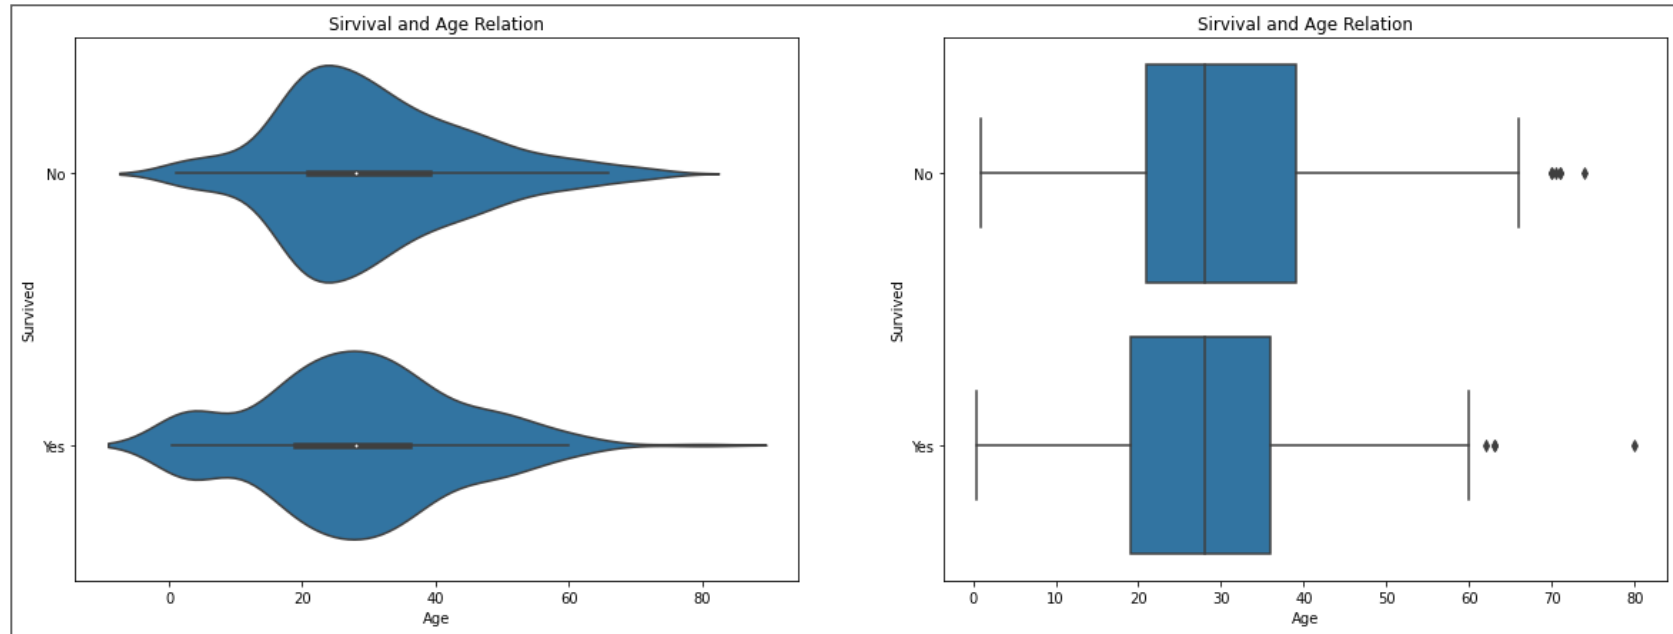 Sirvival and Age Relation
No
Yes
Survived
0 20 40 60 80
Age
Sirvival and Age Relation
No
Yes
Survived
0 10 20 30 40 50 60 70 80
Age